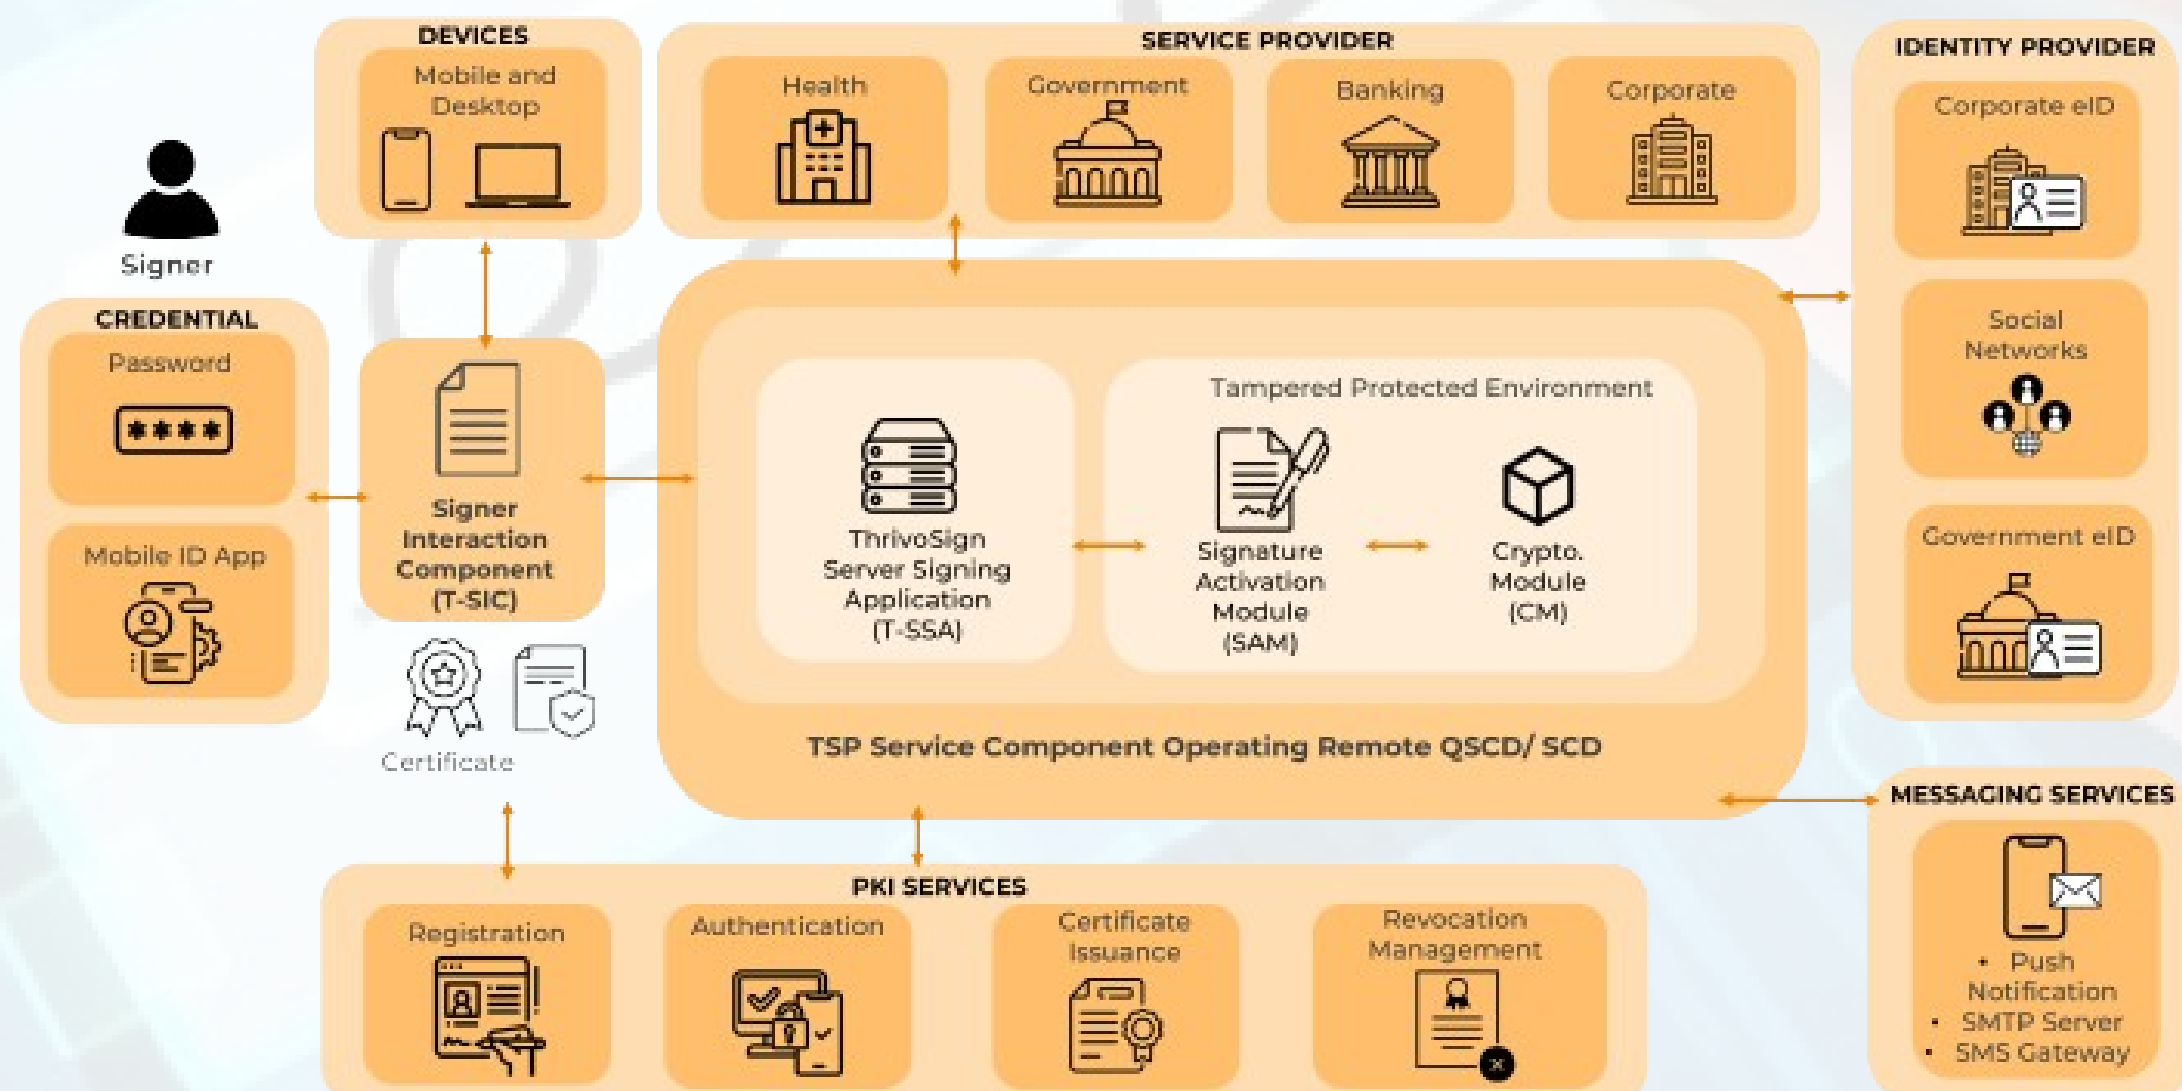 DEVICES
Mobile and
Desktop
SERVICE PROVIDER
Health
Government
Banking
Corporate
IDENTITY PROVIDER
Corporate eID
Social
Networks
Government eID
Signer
CREDENTIAL
Password
****
Mobile ID App
Signer
Interaction
Component
(T-SIC)
Certificate
Tampered Protected Environment
ThrivoSign
Server Signing
Application
(T-SSA)
Signature
Activation
Module
(SAM)
Crypto.
Module
(CM)
TSP Service Component Operating Remote QSCD/ SCD
MESSAGING SERVICES
• Push
Notification
• SMTP Server
• SMS Gateway
PKI SERVICES
Registration
Authentication
Certificate
Issuance
Revocation
Management